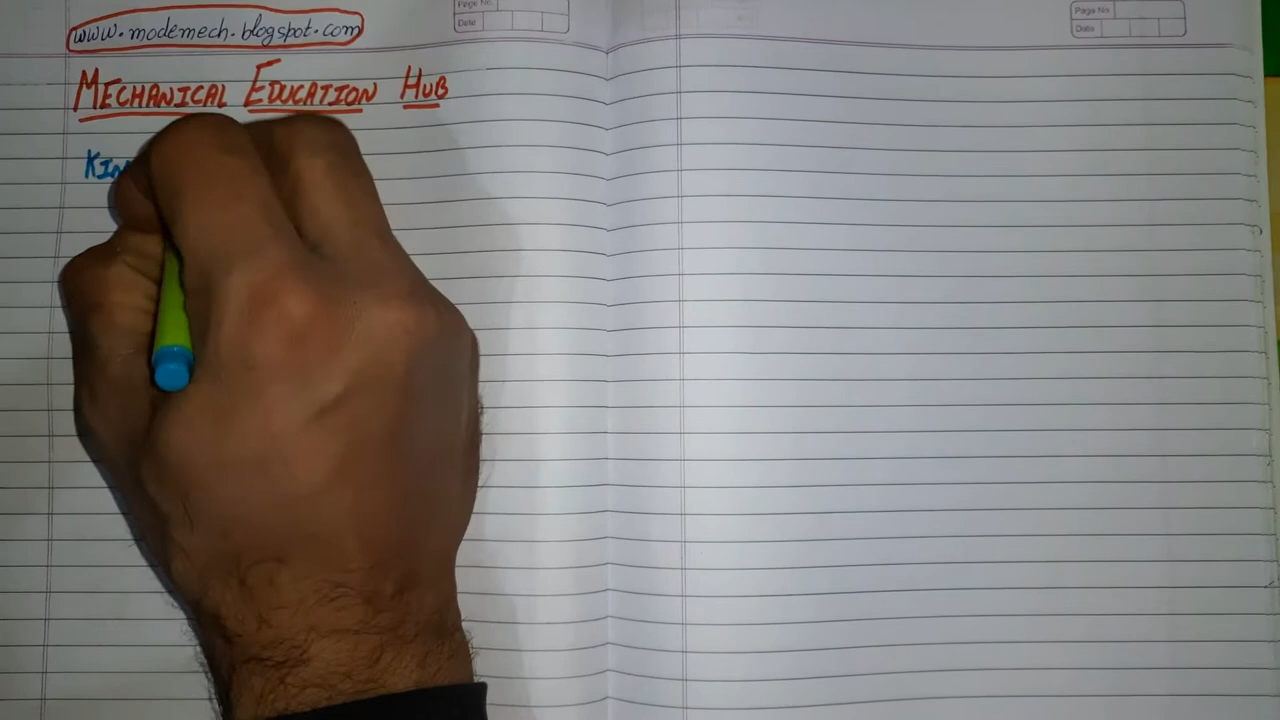 Page No.
Date
Page No
Date
www.modemech.blogspot.com
MECHANICAL EDUCATION HUB